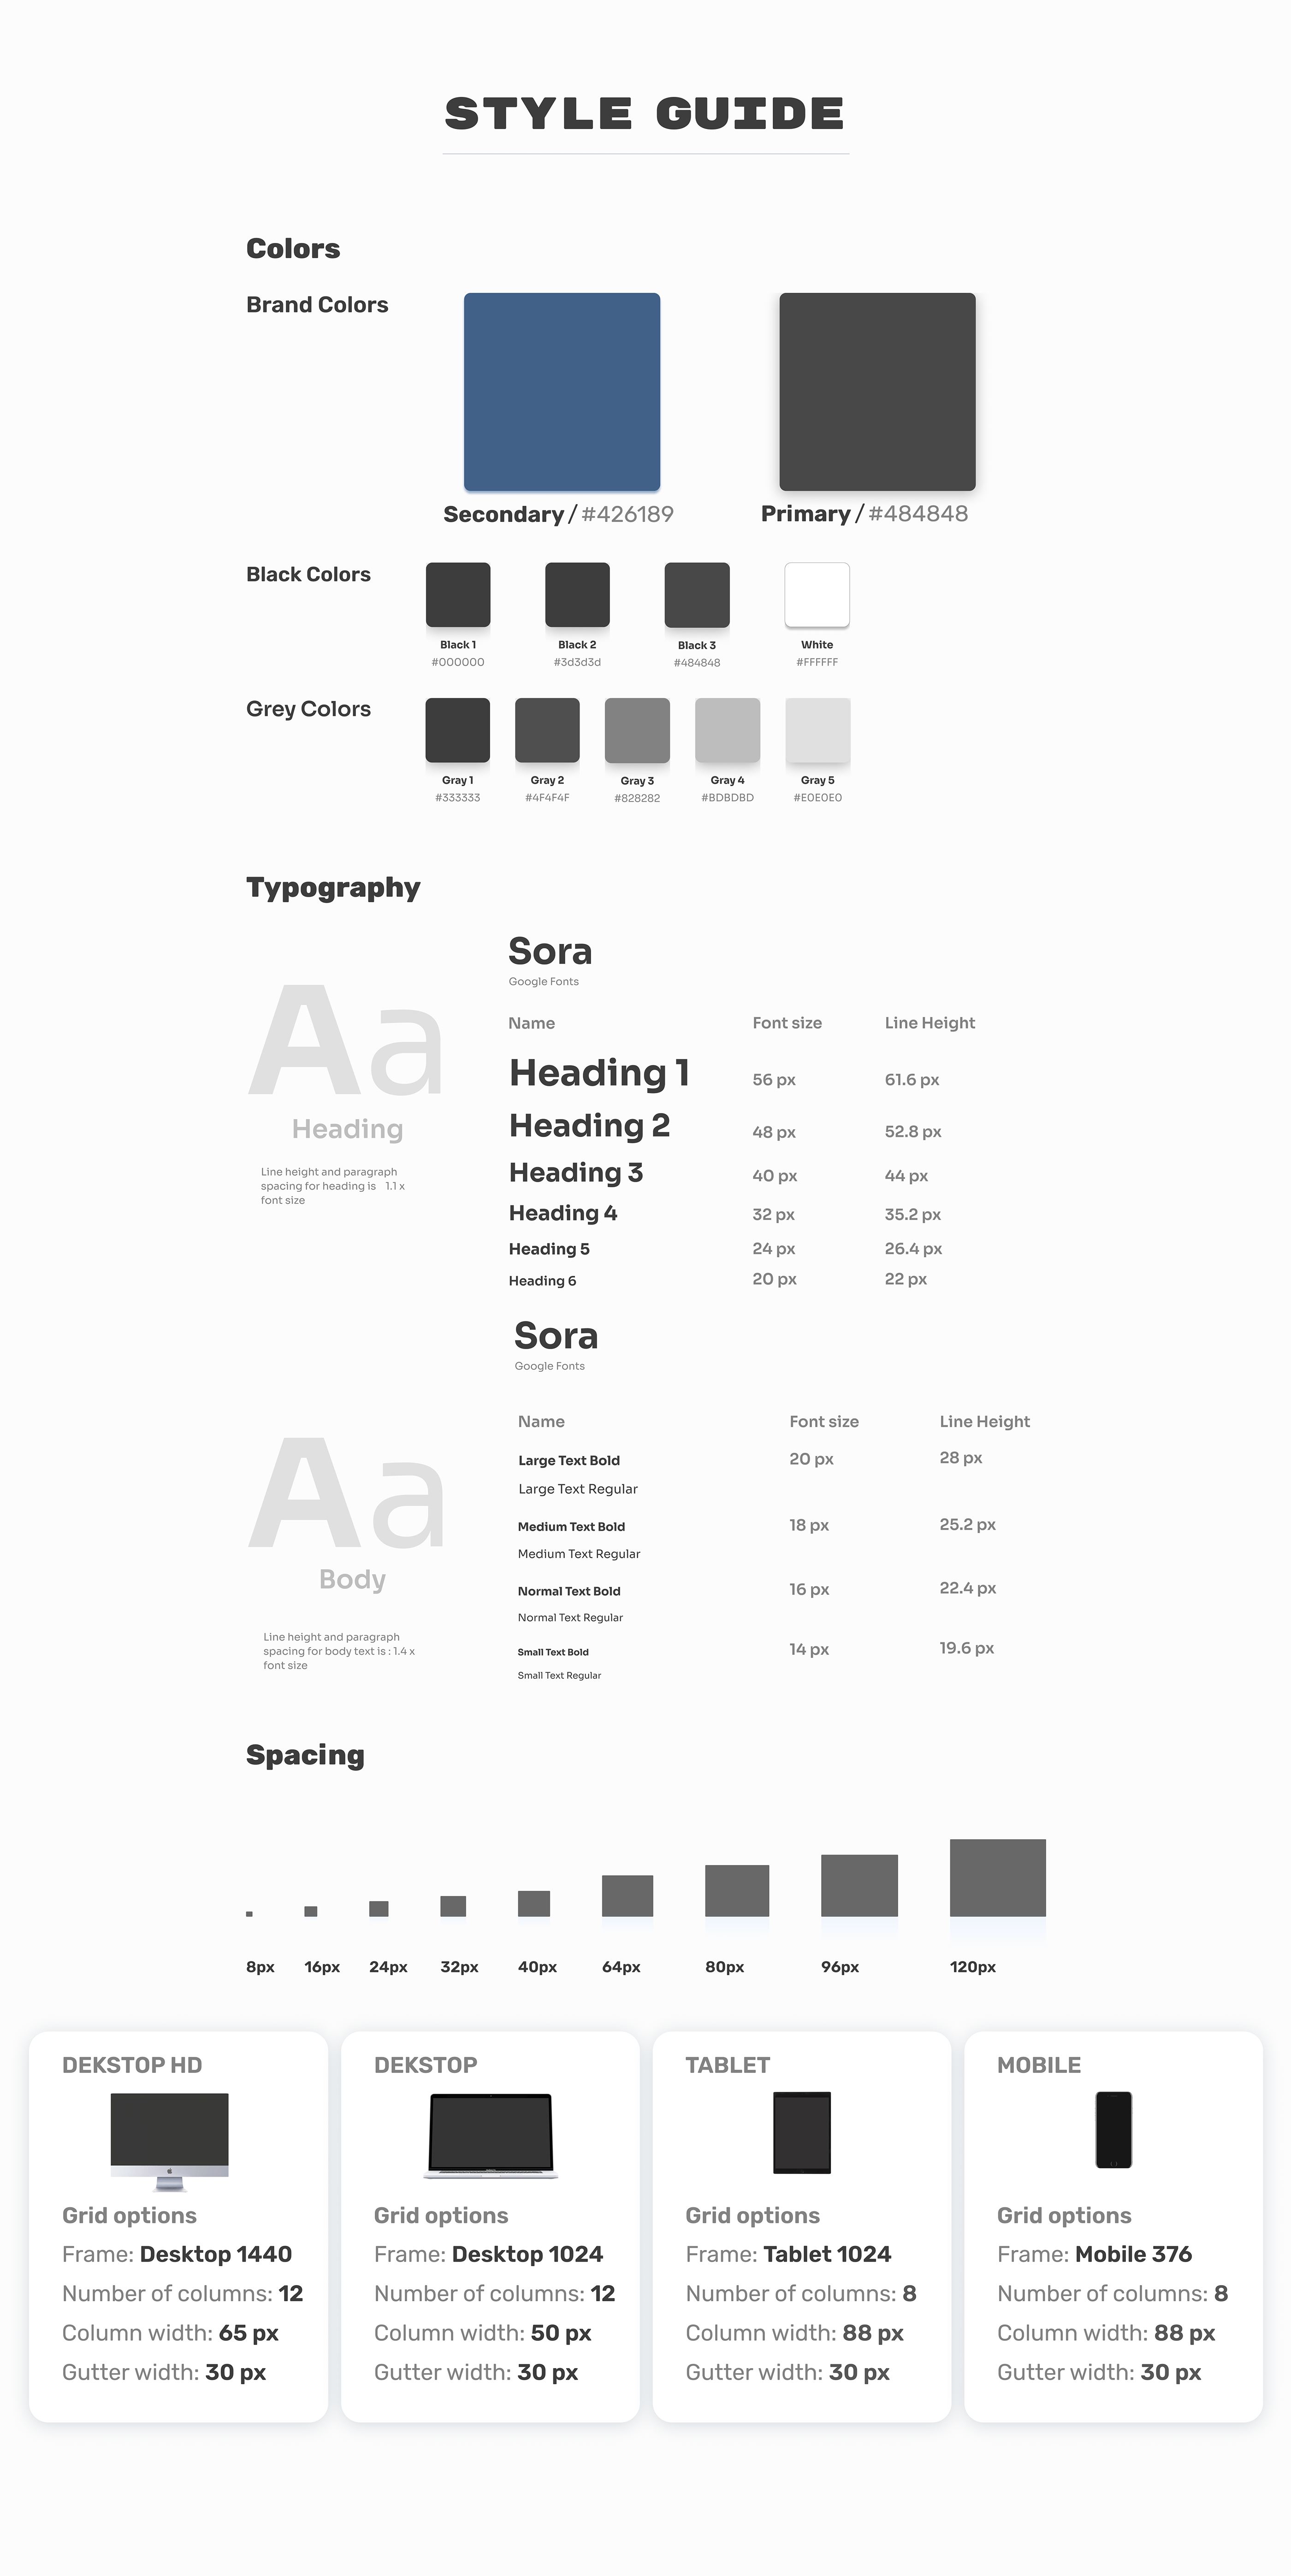 STYLE GUIDE
Colors
Brand Colors
Secondary / #426189
Primary / #484848
Black Colors
Black 1
#000000
Black 2
#3d3d3d
Black 3
#484848
White
#FFFFFF
Grey Colors
Gray 1
#333333
Gray 2
#4F4F4F
Gray 3
#828282
Gray 4
#BDBDBD
Gray 5
#E0E0E0
Typography
Aa
Heading
Line height and paragraph
spacing for heading is 1.1 x
font size
Sora
Google Fonts
Name Font size Line Height
Heading 1 56 px 61.6 px
Heading 2 48 px 52.8 px
Heading 3 40 px 44 px
Heading 4 32 px 35.2 px
Heading 5 24 px 26.4 px
Heading 6 20 px 22 px
Aa
Body
Line height and paragraph
spacing for body text is : 1.4 x
font size
Sora
Google Fonts
Name Font size Line Height
Large Text Bold 20 px 28 px
Large Text Regular
Medium Text Bold 18 px 25.2 px
Medium Text Regular
Normal Text Bold 16 px 22.4 px
Normal Text Regular
Small Text Bold 14 px 19.6 px
Small Text Regular
Spacing
8px 16px 24px 32px 40px 64px 80px 96px 120px
DEKSTOP HD
Grid options
Frame: Desktop 1440
Number of columns: 12
Column width: 65 px
Gutter width: 30 px
DEKSTOP
Grid options
Frame: Desktop 1024
Number of columns: 12
Column width: 50 px
Gutter width: 30 px
TABLET
Grid options
Frame: Tablet 1024
Number of columns: 8
Column width: 88 px
Gutter width: 30 px
MOBILE
Grid options
Frame: Mobile 376
Number of columns: 8
Column width: 88 px
Gutter width: 30 px